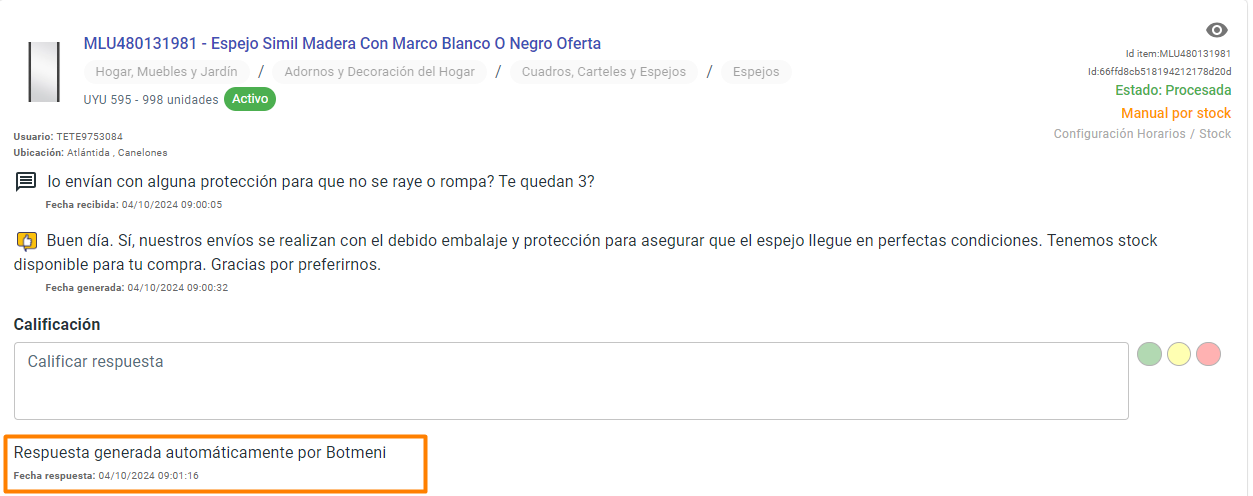 MLU480131981 - Espejo Simil Madera Con Marco Blanco O Negro Oferta
Hogar, Muebles y Jardín / Adornos y Decoración del Hogar / Cuadros, Carteles y Espejos / Espejos
UYU 595 - 998 unidades Activo
Id item:MLU480131981
Id:66ffd8cb518194212178d20d
Estado: Procesada
Manual por stock
Configuración Horarios / Stock
Usuario: TETE9753084
Ubicación: Atlántida , Canelones
lo envían con alguna protección para que no se raye o rompa? Te quedan 3?
Fecha recibida: 04/10/2024 09:00:05
Buen día. Sí, nuestros envíos se realizan con el debido embalaje y protección para asegurar que el espejo llegue en perfectas condiciones. Tenemos stock
disponible para tu compra. Gracias por preferirnos.
Fecha generada: 04/10/2024 09:00:32
Calificación
Calificar respuesta
Respuesta generada automáticamente por Botmeni
Fecha respuesta: 04/10/2024 09:01:16